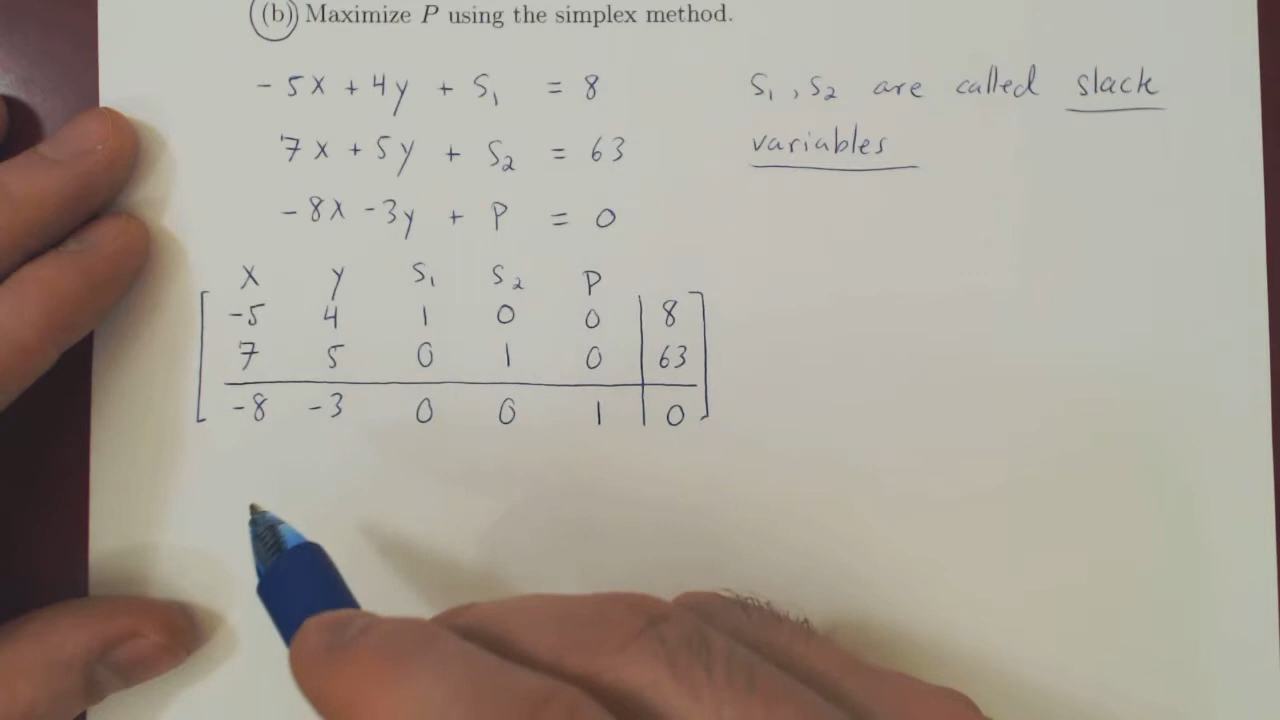 (b) Maximize P using the simplex method.
-5x + 4y + S₁ = 8
7x + 5y + S₂ = 63
-8x -3y + P = 0
S₁, S₂ are called slack
variables
x y S₁ S₂ P
-5 4 1 0 0 8
7 5 0 1 0 63
-8 -3 0 0 1 0